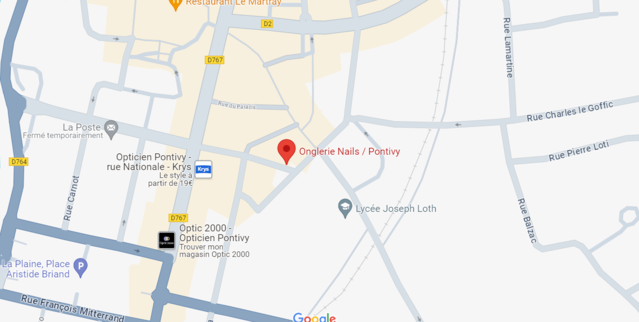 Restaurant Le Martray
D2
Rue Lamartine
D767
Rue du Palais
Rue Charles le Goffic
La Poste
Fermé temporairement
Onglerie Nails / Pontivy
Rue Pierre Loti
Opticien Pontivy -
rue Nationale - Krys
Le style à
partir de 19€
Krys
D764
Rue Carnot
Lycée Joseph Loth
Rue Balzac
D767
Optic 2000 -
Opticien Pontivy
Trouver mon
magasin Optic 2000
La Plaine, Place
Aristide Briand
P
Rue François Mitterrand
Google